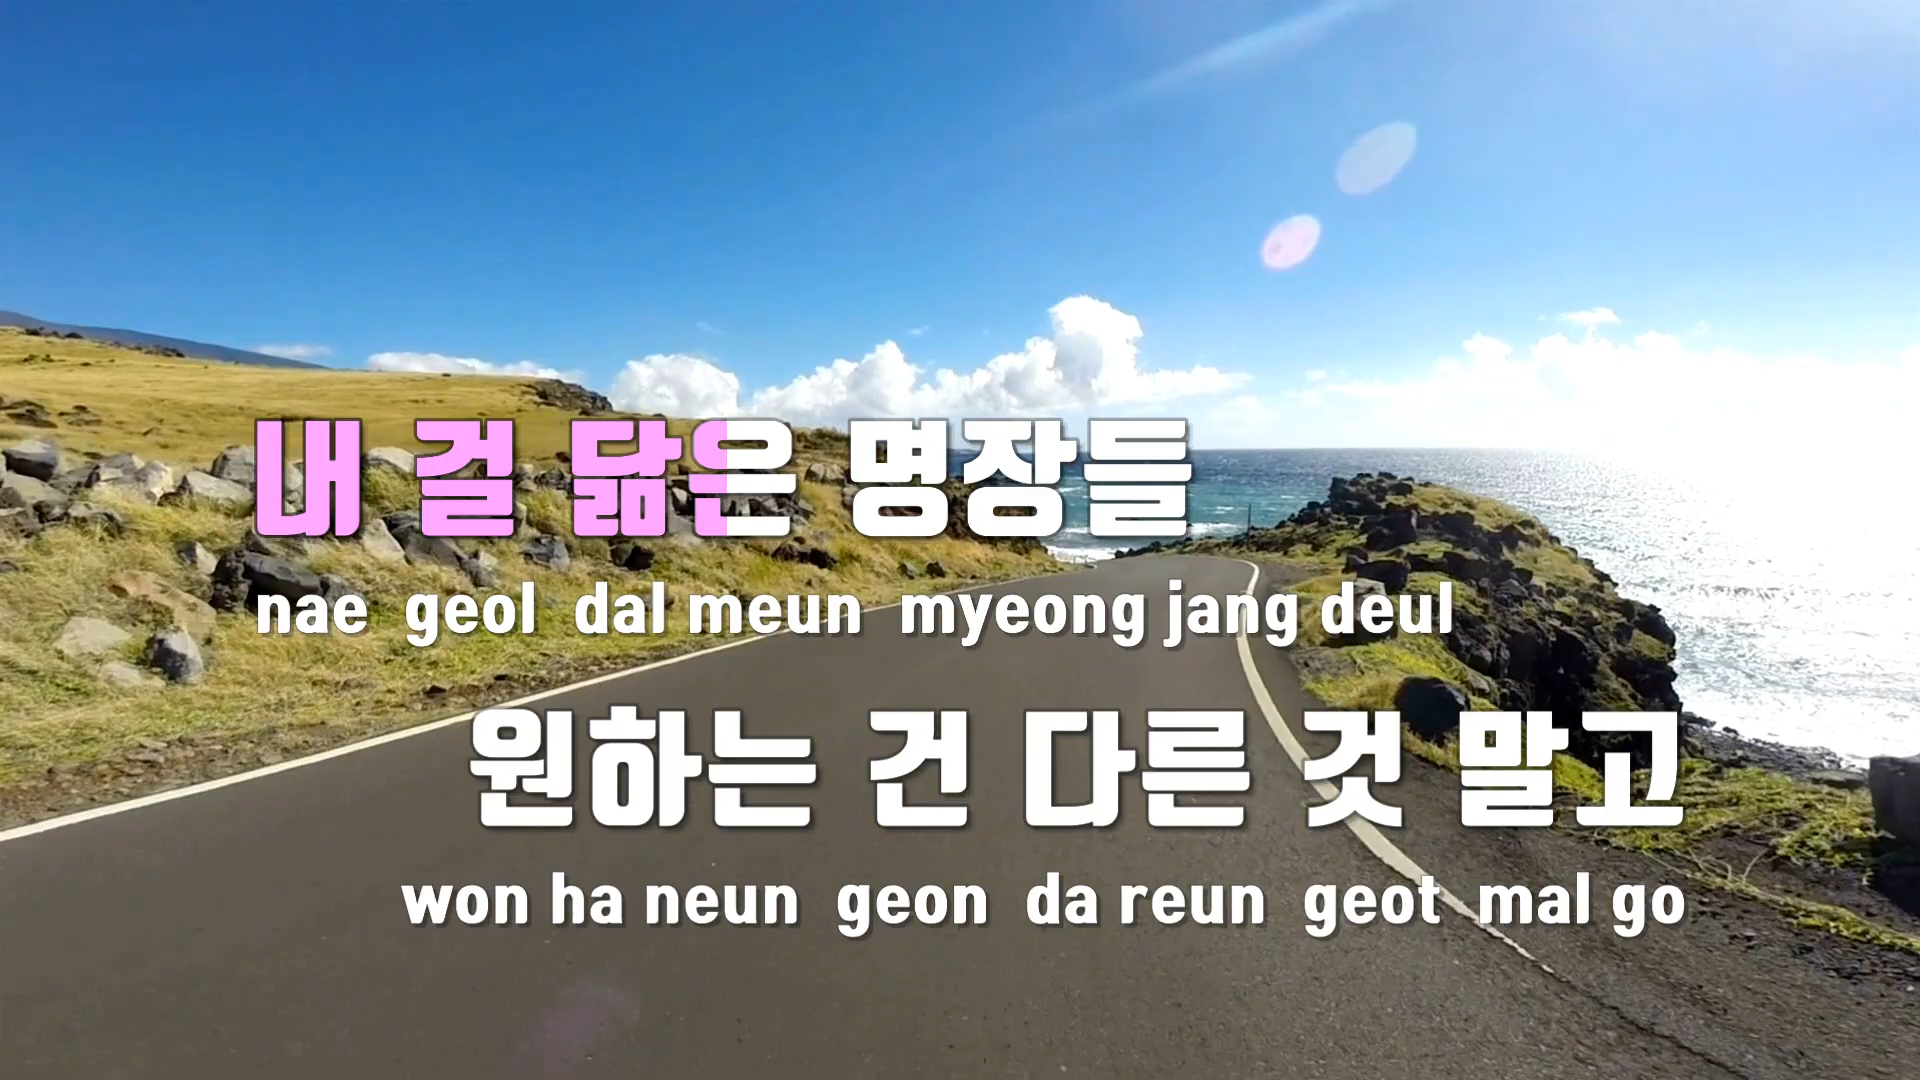 내 걸 닮은 명장들
nae geol dal meun myeong jang deul
원하는 건 다른 것 말고
won ha neun geon da reun geot mal go